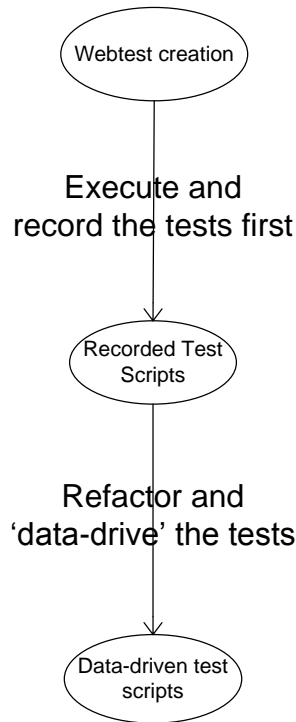 Webtest creation
Execute and
record the tests first
Recorded Test
Scripts
Refactor and
‘data-drive’ the tests
Data-driven test
scripts